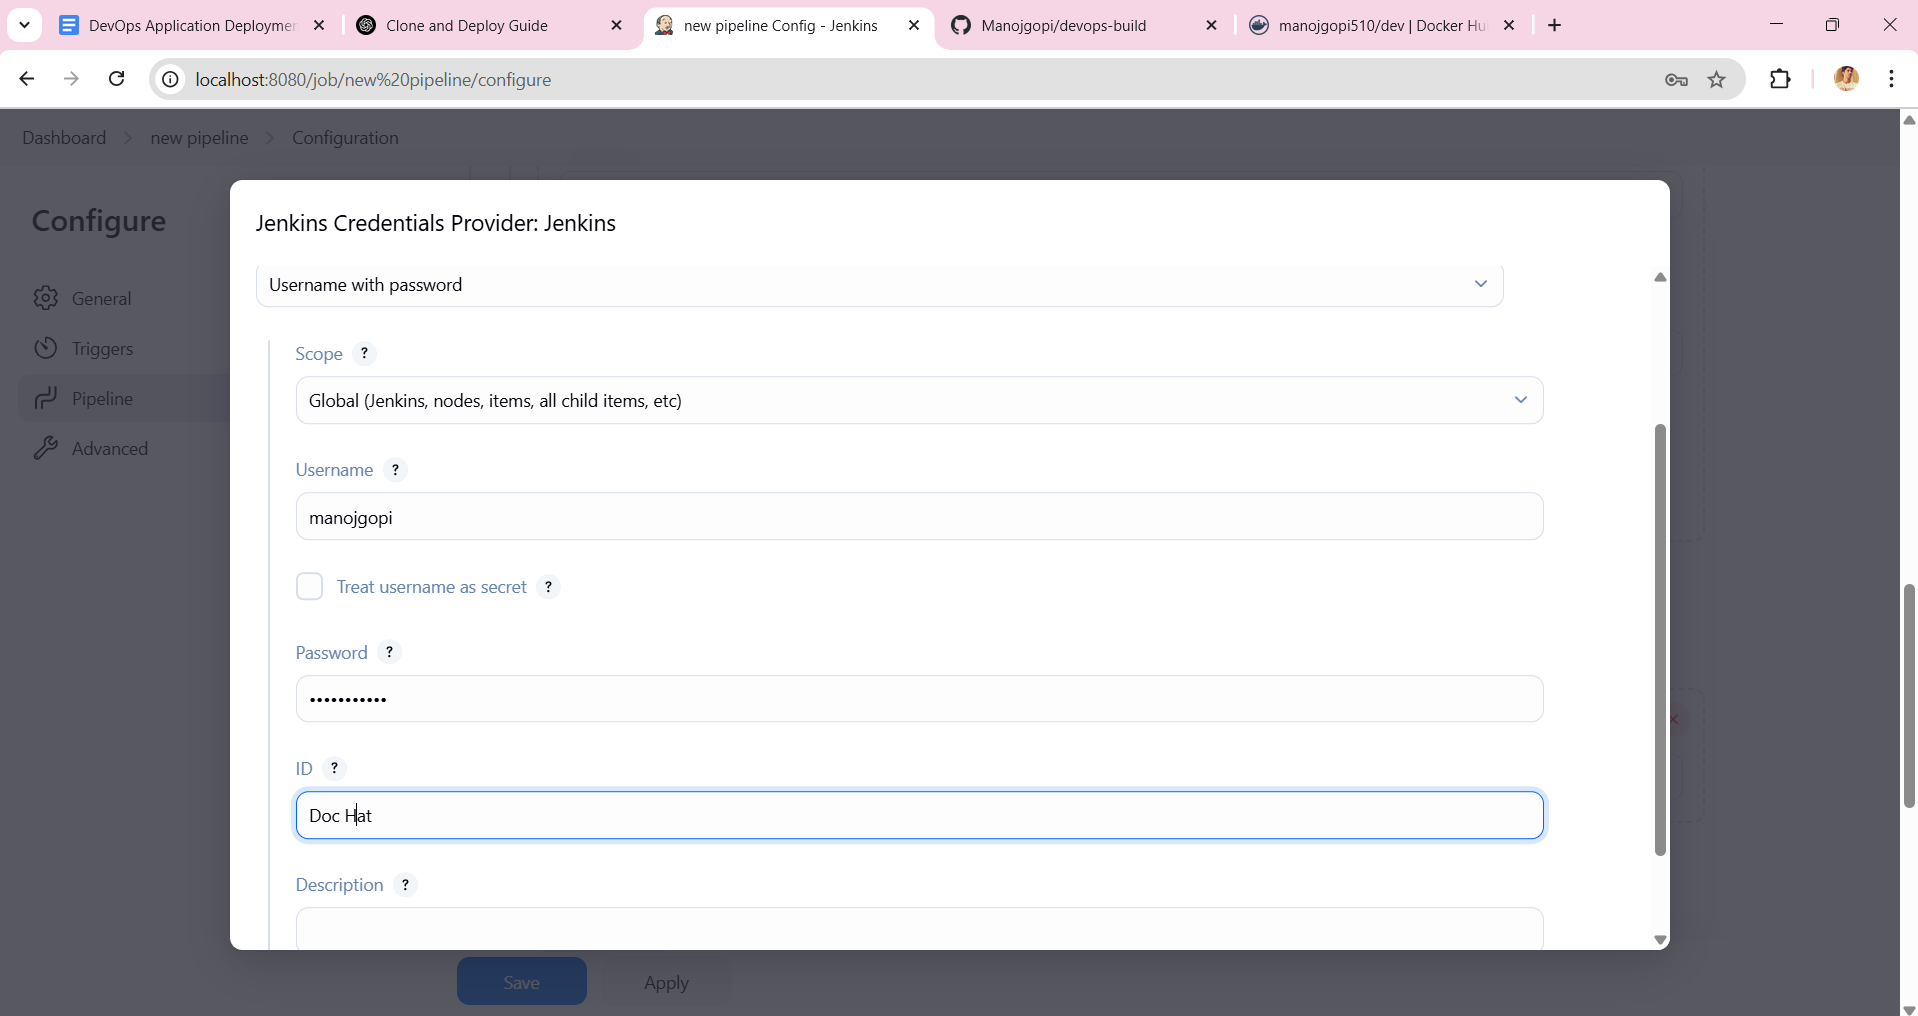 DevOps Application Deploymen
Clone and Deploy Guide
new pipeline Config - Jenkins
Manojgopi/devops-build
manojgopi510/dev | Docker Hu
localhost:8080/job/new%20pipeline/configure
Dashboard
new pipeline
Configuration
Configure
General
Triggers
Pipeline
Advanced
Jenkins Credentials Provider: Jenkins
Username with password
Scope ?
Global (Jenkins, nodes, items, all child items, etc)
Username ?
manojgopi
Treat username as secret ?
Password ?
•••••••••••
ID ?
Doc Hat
Description ?
Save
Apply